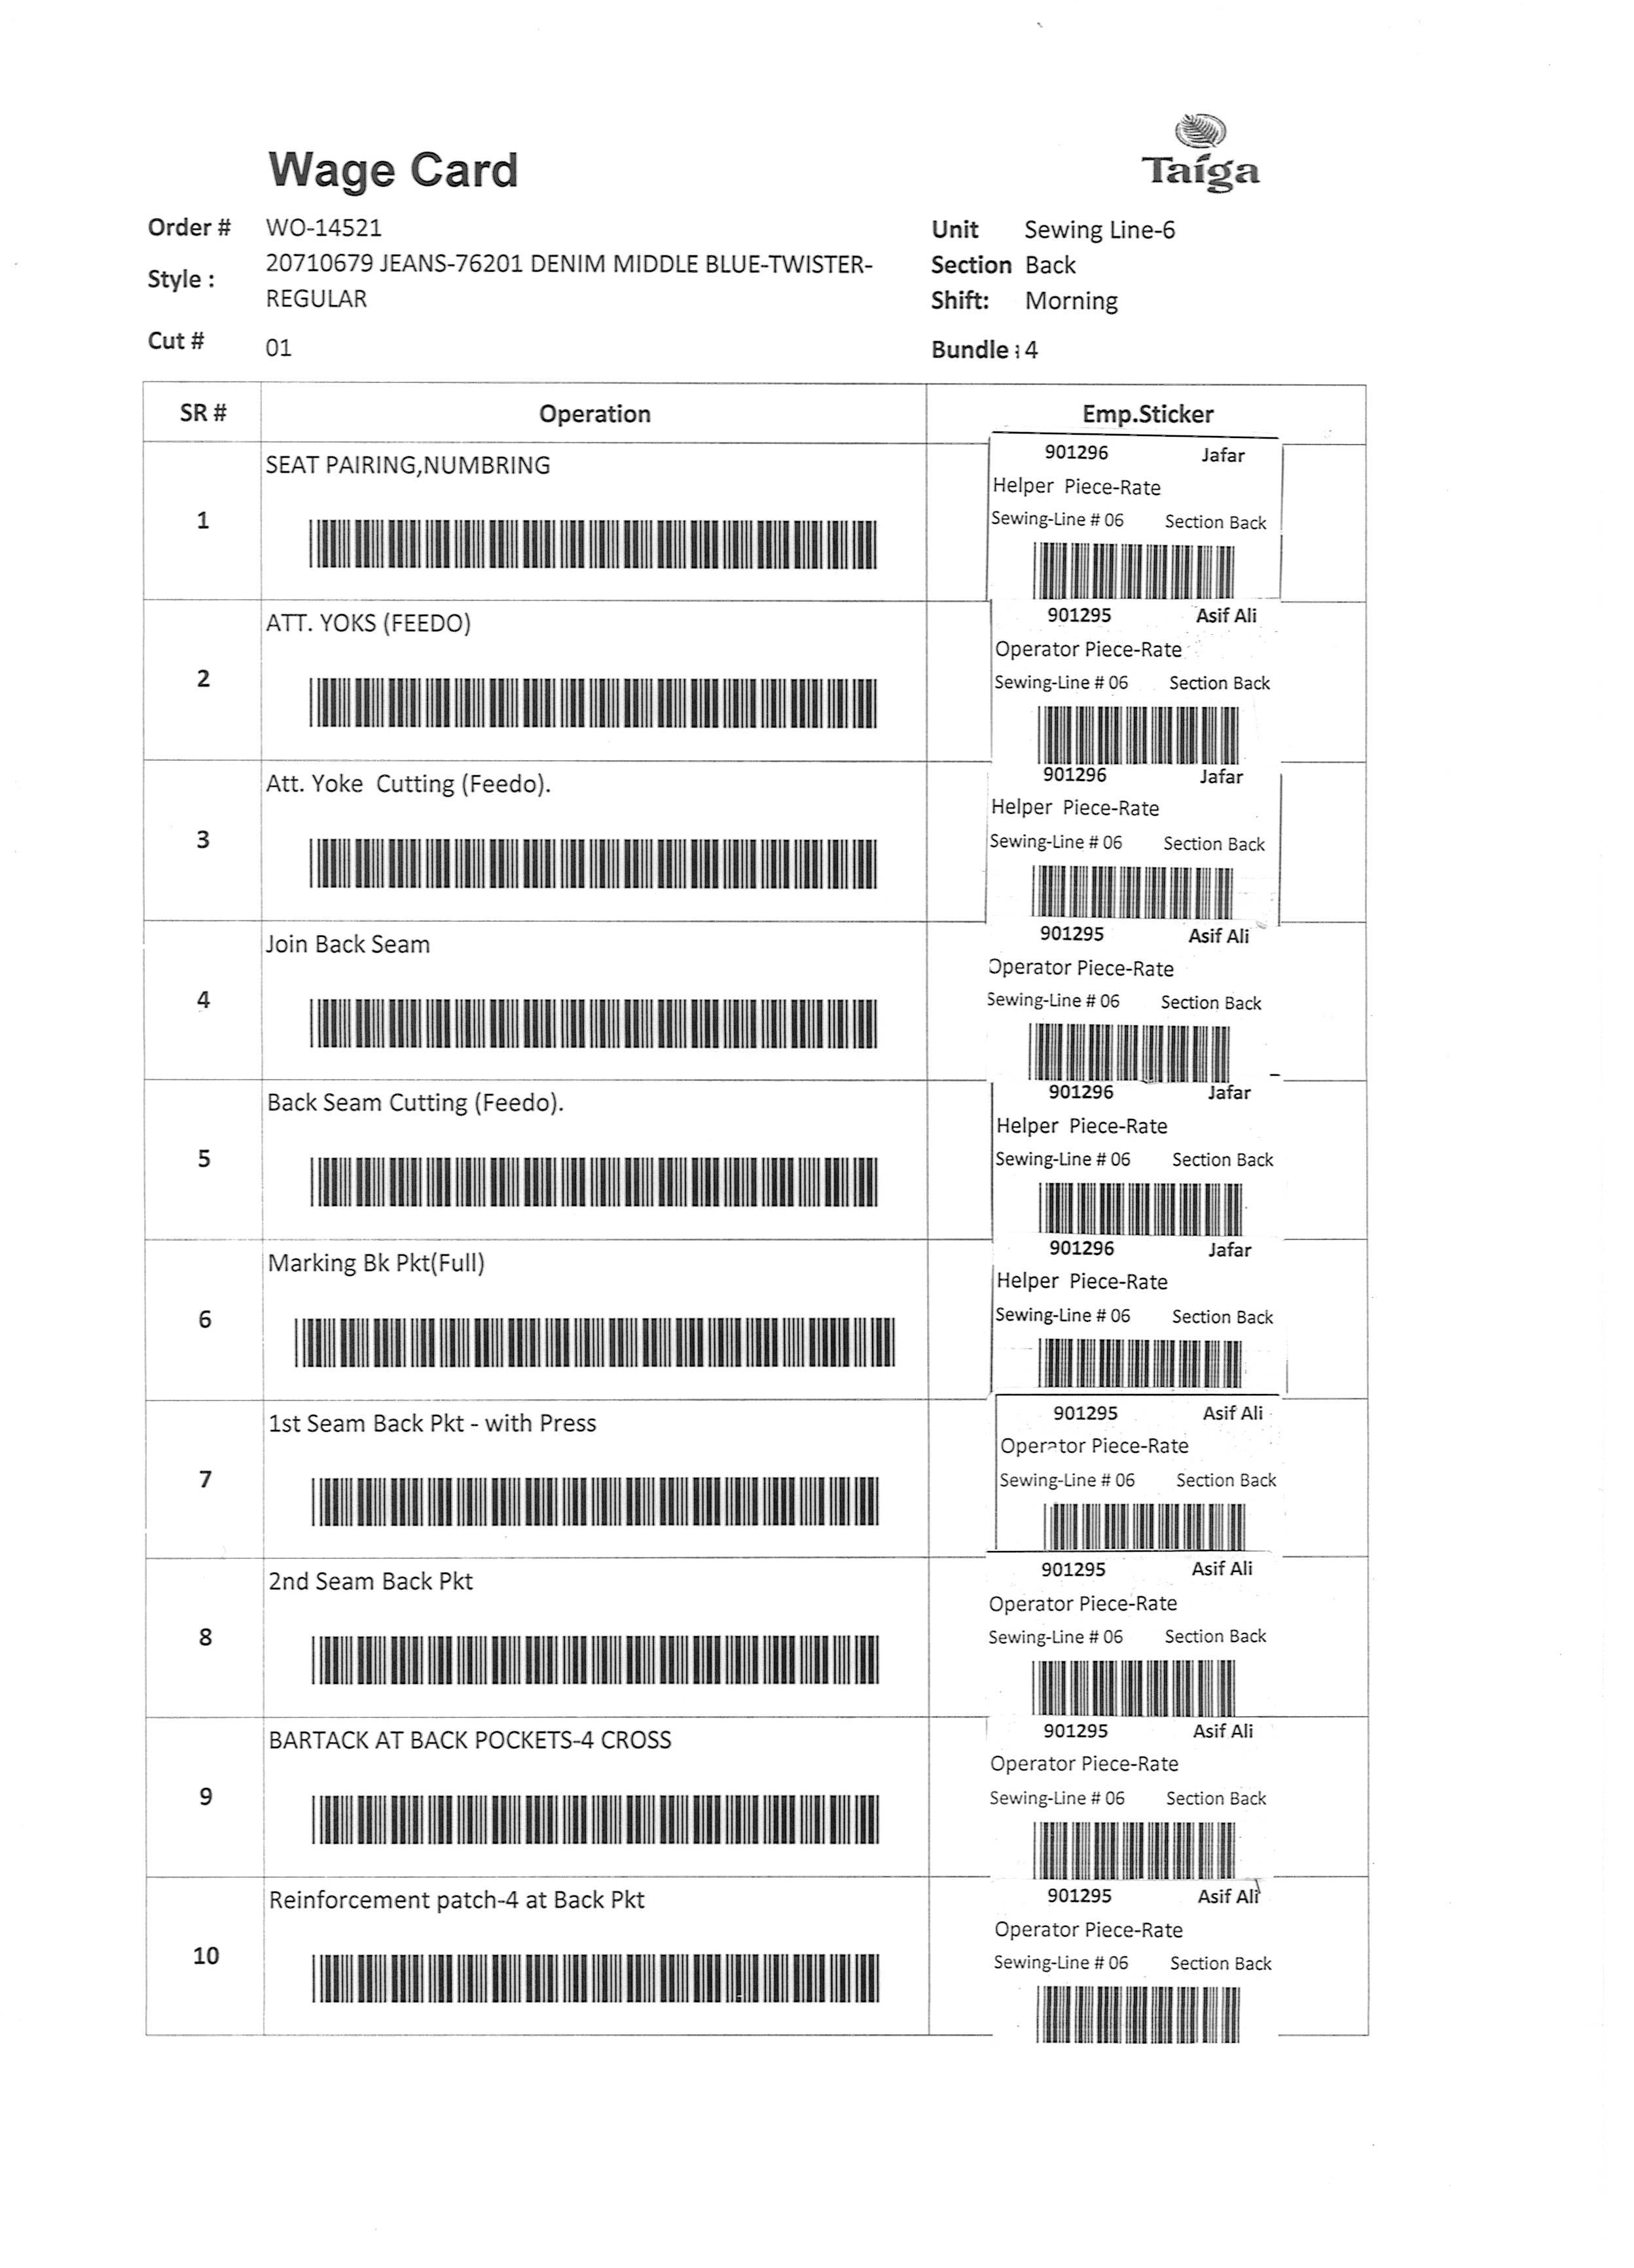 Taiga
Wage Card
Order # WO-14521
Unit Sewing Line-6
Style : 20710679 JEANS-76201 DENIM MIDDLE BLUE-TWISTER-
REGULAR
Section Back
Shift: Morning
Cut # 01
Bundle : 4
SR # Operation Emp.Sticker
1 SEAT PAIRING,NUMBRING
901296 Jafar
Helper Piece-Rate
Sewing-Line # 06 Section Back
2 ATT. YOKS (FEEDO)
901295 Asif Ali
Operator Piece-Rate
Sewing-Line # 06 Section Back
3 Att. Yoke Cutting (Feedo).
901296 Jafar
Helper Piece-Rate
Sewing-Line # 06 Section Back
4 Join Back Seam
901295 Asif Ali
Operator Piece-Rate
Sewing-Line # 06 Section Back
5 Back Seam Cutting (Feedo).
901296 Jafar
Helper Piece-Rate
Sewing-Line # 06 Section Back
6 Marking Bk Pkt(Full)
901296 Jafar
Helper Piece-Rate
Sewing-Line # 06 Section Back
7 1st Seam Back Pkt - with Press
901295 Asif Ali
Operator Piece-Rate
Sewing-Line # 06 Section Back
8 2nd Seam Back Pkt
901295 Asif Ali
Operator Piece-Rate
Sewing-Line # 06 Section Back
9 BARTACK AT BACK POCKETS-4 CROSS
901295 Asif Ali
Operator Piece-Rate
Sewing-Line # 06 Section Back
10 Reinforcement patch-4 at Back Pkt
901295 Asif Ali
Operator Piece-Rate
Sewing-Line # 06 Section Back